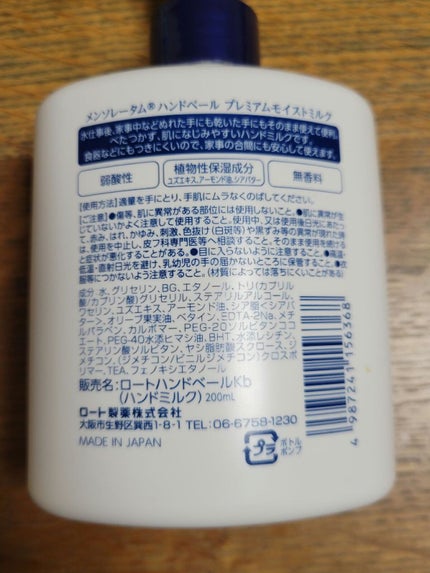 メンソレータム® ハンドベール プレミアムモイストミルク
水仕事後、家事中などぬれた手にも乾いた手にもそのまま使えて便利。
べたつかず、肌になじみやすいハンドミルクです。
食器などにもつきにくいので、家事の合間にも安心して使えます。
弱酸性
植物性保湿成分
ユズエキス、アーモンド油、シアバター
無香料
[使用方法]適量を手にとり、手肌にムラなくのばしてください。
[ご注意]●傷等、肌に異常がある部位には使用しないこと。●肌に異常が生
じていないかよく注意して使用すること。使用中、又は使用後日光にあたっ
て、赤み、はれ、かゆみ、刺激、色抜け(白斑等)や黒ずみ等の異常が現れた際
は、使用を中止し、皮フ科専門医等へ相談すること。そのまま使用を続ける
と症状が悪化することがある。●目に入らないように注意すること。●高温・
低温・直射日光を避け、乳幼児の手の届かないところに保管すること。●衣
服等につかないよう注意すること。(材質によっては落ちにくいことがある)
成分 水、グリセリン、BG、エタノール、トリ(カプリル
酸/カプリン酸)グリセリル、ステアリルアルコール、
ワセリン、ユズエキス、アーモンド油、シア脂<シアバ
ター>、オリーブ果実油、ベタイン、EDTA-2Na、メチ
ルパラベン、カルボマー、PEG-20ソルビタンココ
エート、PEG-40水添ヒマシ油、BHT、水添レシチン、
ステアリン酸ソルビタン、ヤシ脂肪酸スクロース、ジ
メチコン、(ジメチコン/ビニルジメチコン)クロスポ
リマー、TEA、フェノキシエタノール
販売名:ロートハンドベールKb
(ハンドミルク) 200mL
ロート製薬株式会社
大阪市生野区巽西1-8-1 TEL:06-6758-1230
MADE IN JAPAN
プラ
ボトル
ポンプ
4 987241 156368